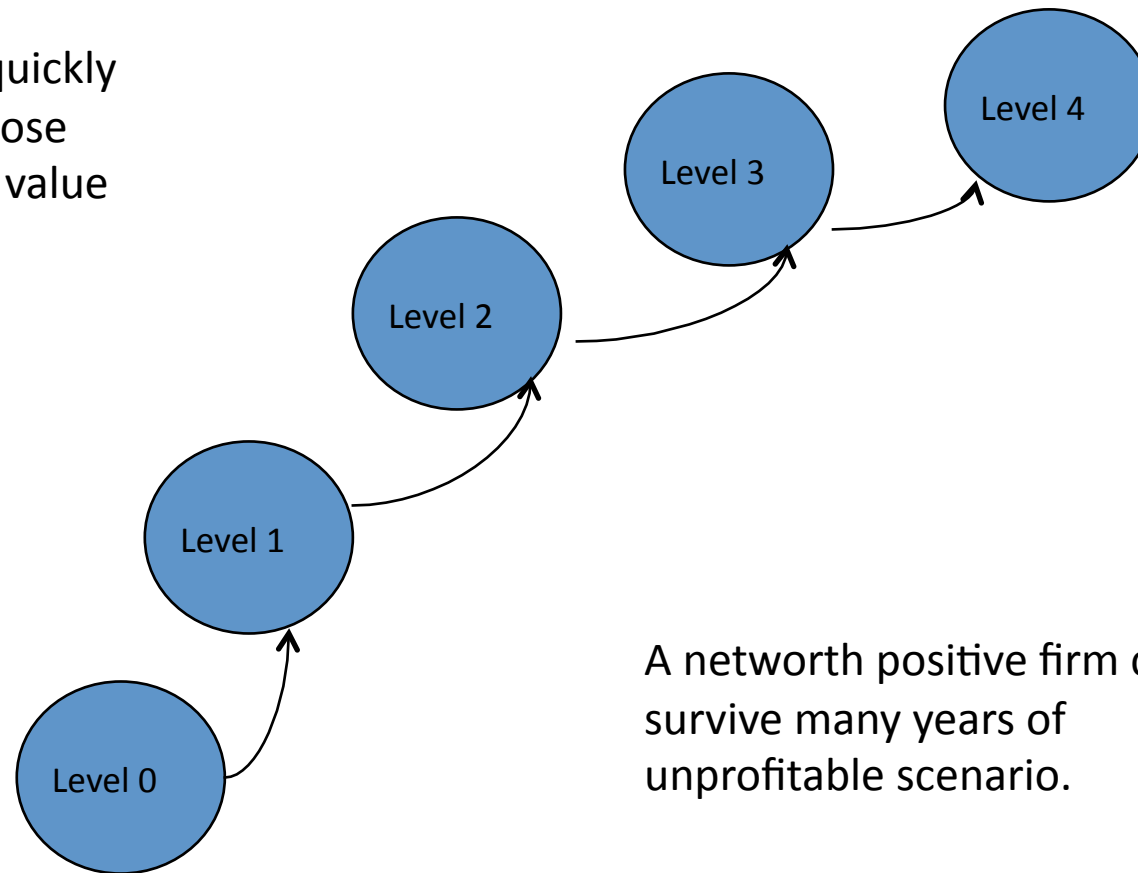 quickly
ose
value
Level 4
Level 3
Level 2
Level 1
Level 0
A networth positive firm
survive many years of
unprofitable scenario.